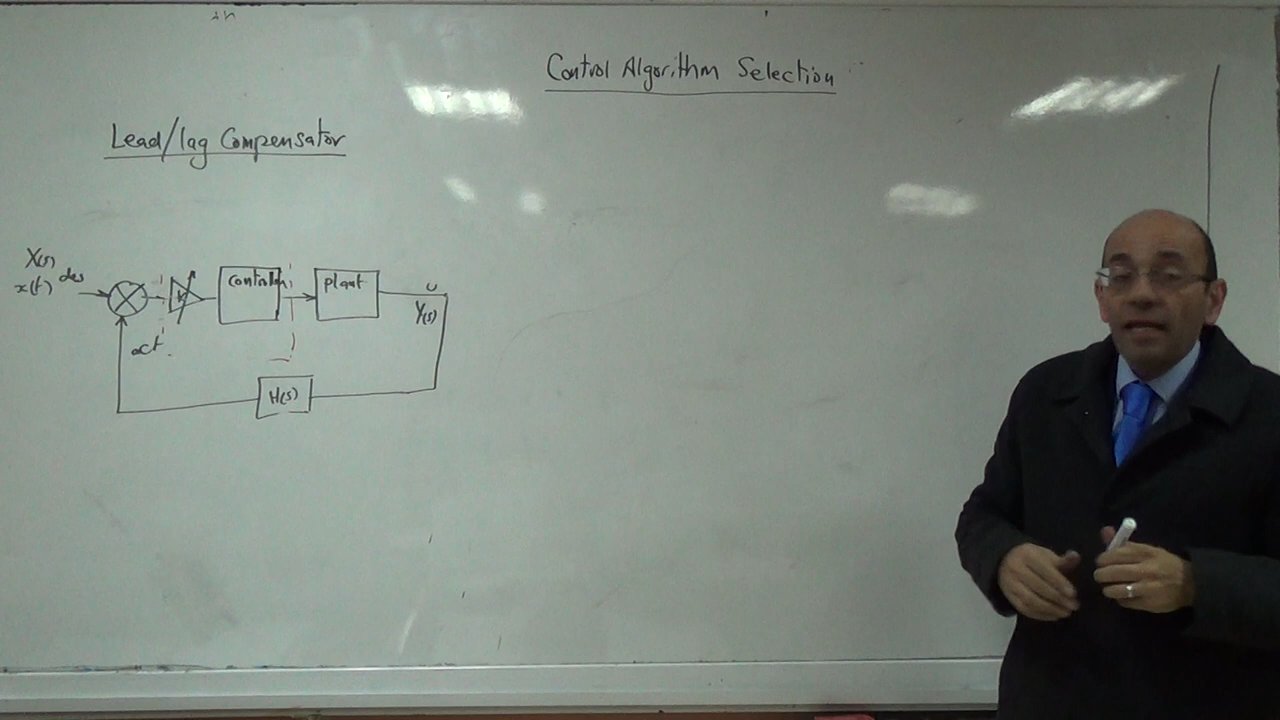 Control Algorithm Selection
Lead/lag Compensator
X(s)
x(t) des
K
Controller
plant
Y(s)
act.
H(s)